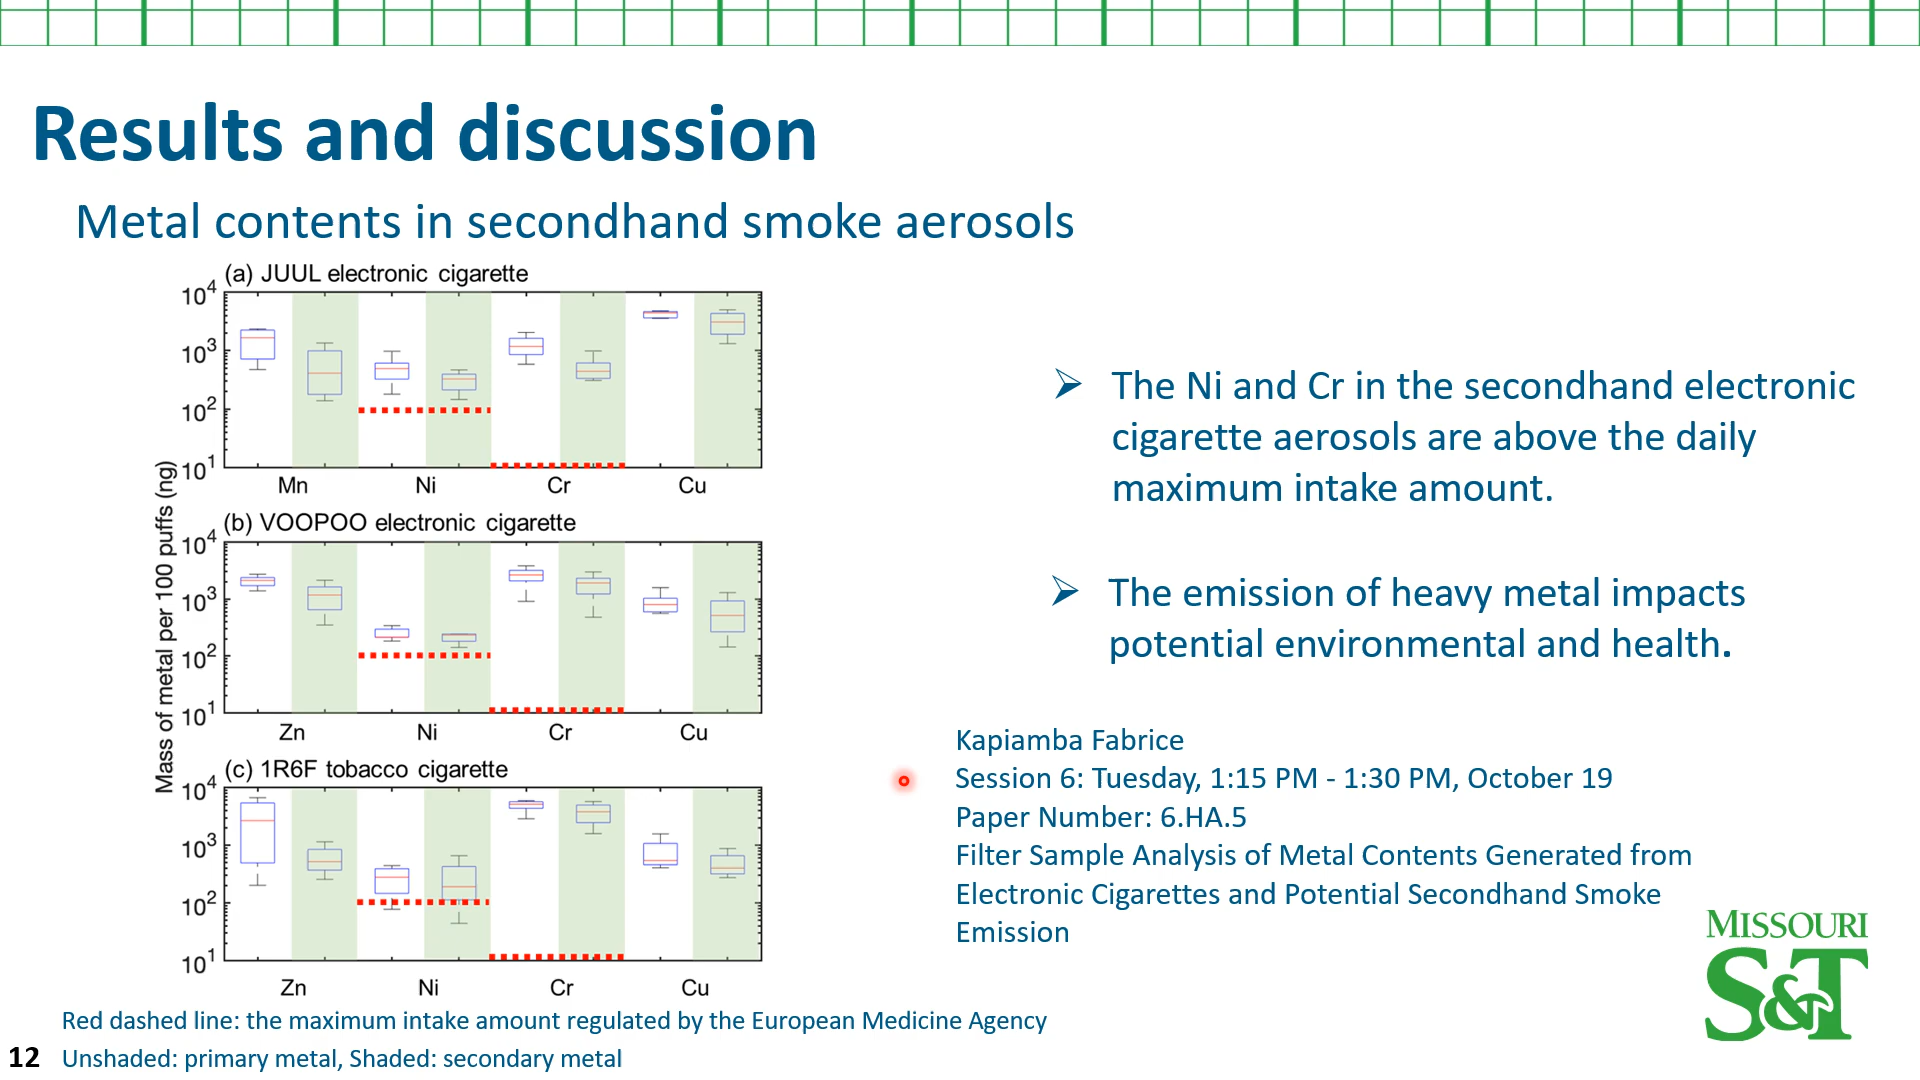 Results and discussion
Metal contents in secondhand smoke aerosols
Mass of metal per 100 puffs (ng)
(a) JUUL electronic cigarette
10^4
10^3
10^2
10^1
Mn Ni Cr Cu
(b) VOOPOO electronic cigarette
10^4
10^3
10^2
10^1
Zn Ni Cr Cu
(c) 1R6F tobacco cigarette
10^4
10^3
10^2
10^1
Zn Ni Cr Cu
Red dashed line: the maximum intake amount regulated by the European Medicine Agency
12 Unshaded: primary metal, Shaded: secondary metal
➢ The Ni and Cr in the secondhand electronic
cigarette aerosols are above the daily
maximum intake amount.
➢ The emission of heavy metal impacts
potential environmental and health.
Kapiamba Fabrice
Session 6: Tuesday, 1:15 PM - 1:30 PM, October 19
Paper Number: 6.HA.5
Filter Sample Analysis of Metal Contents Generated from
Electronic Cigarettes and Potential Secondhand Smoke
Emission
MISSOURI
S&T